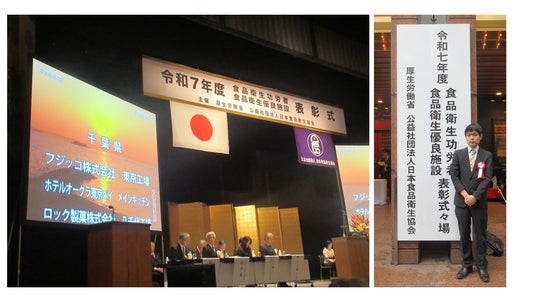 令和7年度
食品衛生功労者
食品衛生優良施設
表彰式
主催 厚生労働省 公益社団法人日本食品衛生協会
千葉県
フジッコ株式会社 東京工場
ホテルオークラ東京ベイ メインキッチン
ロック製菓株式会社 八千代工場
令和七年度
食品衛生功労者
食品衛生優良施設
表彰式々場
厚生労働省 公益社団法人日本食品衛生協会